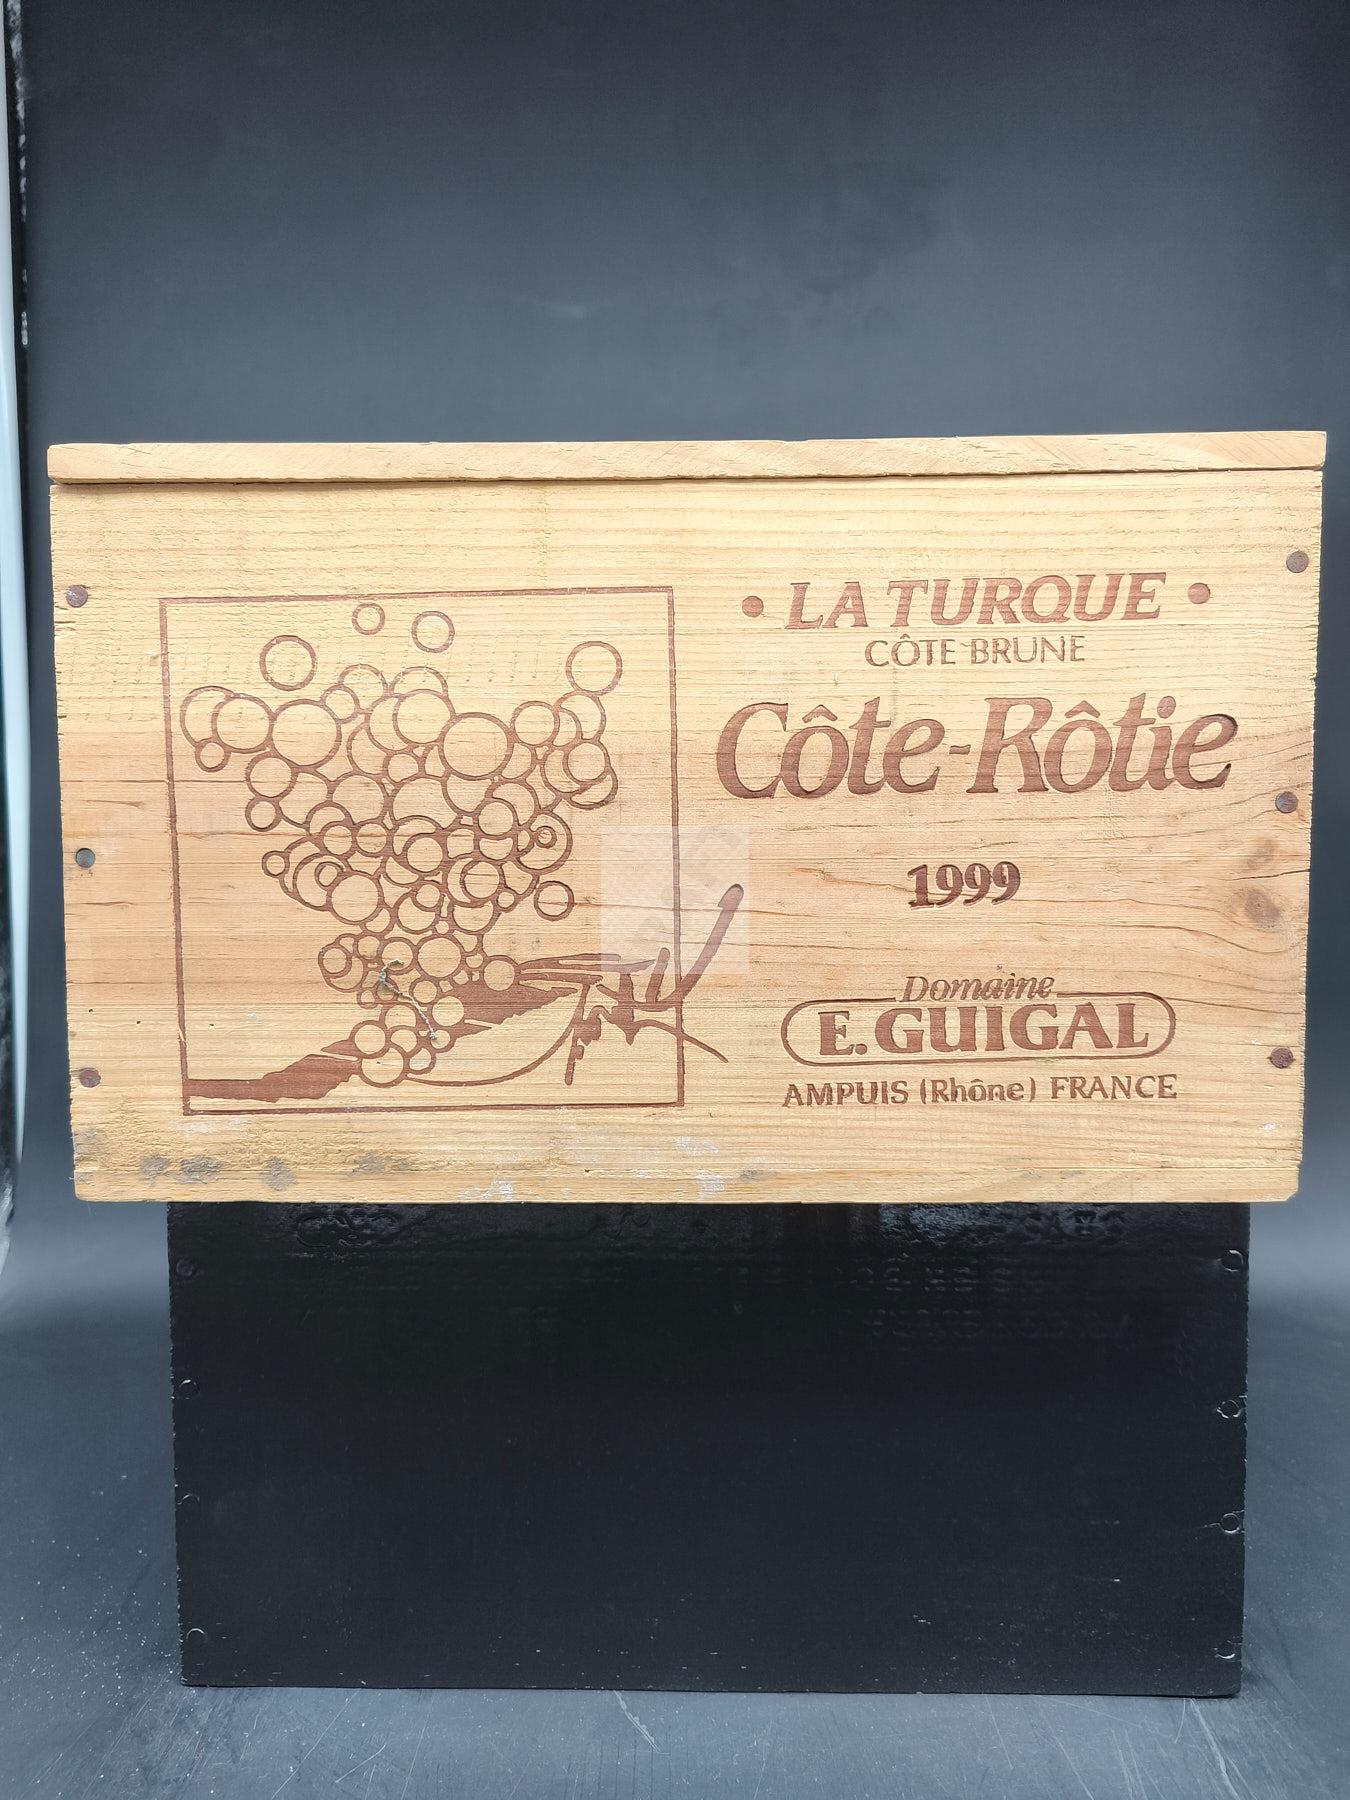 • LA TURQUE •
CÔTE BRUNE
Côte-Rôtie
1999
Domaine
E. GUIGAL
AMPUIS (Rhône) FRANCE